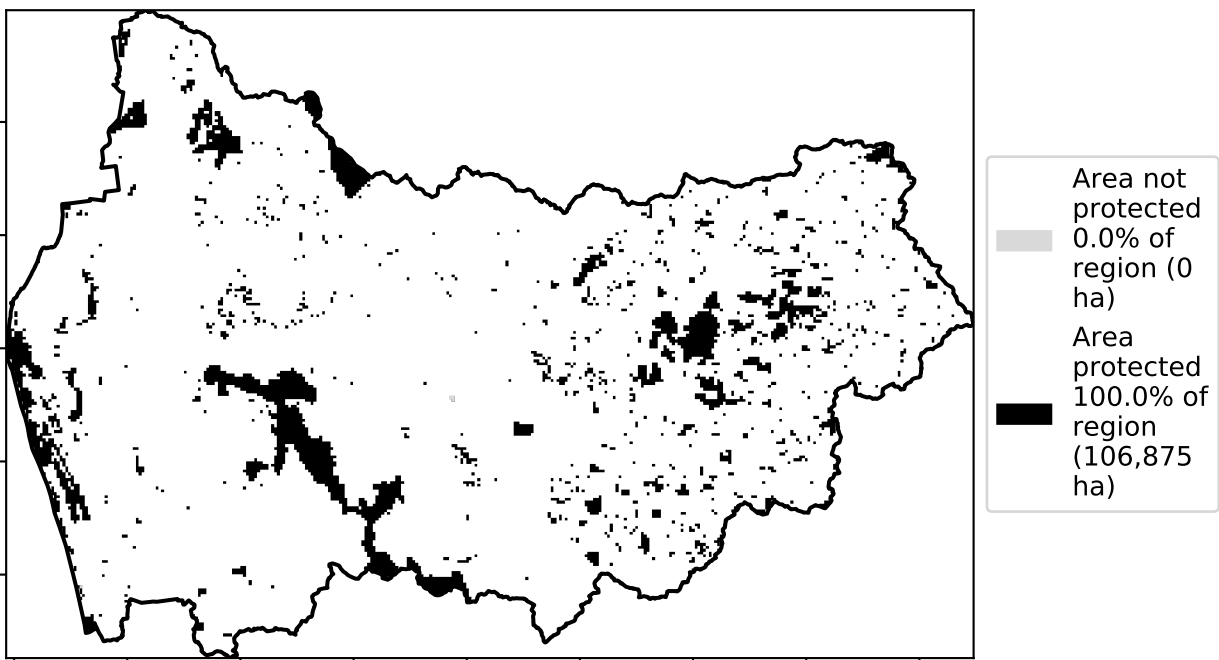 Area not
protected
0.0% of
region (0
ha)
Area
protected
100.0% of
region
(106,875
ha)